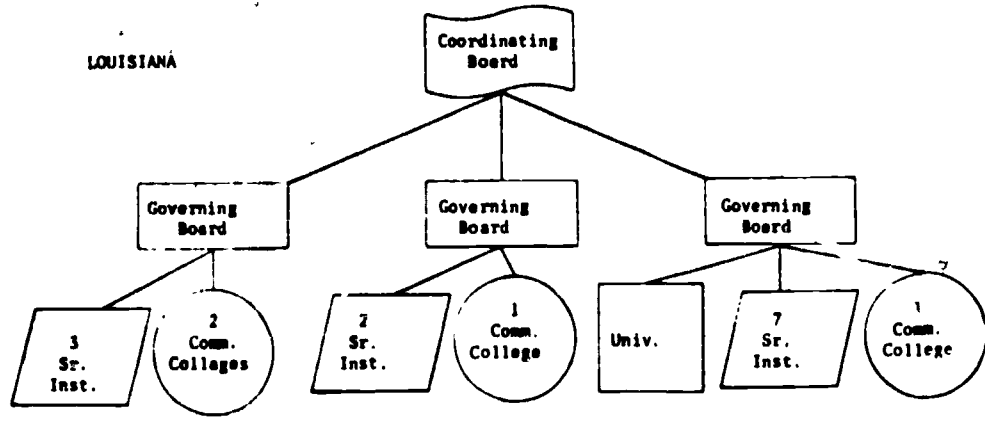 LOUISIANA
Coordinating
Board
Governing
Board
Governing
Board
Governing
Board
3
Sr.
Inst.
2
Comm.
Collages
2
Sr.
Inst.
1
Comm.
College
Univ.
7
Sr.
Inst.
1
Comm.
College